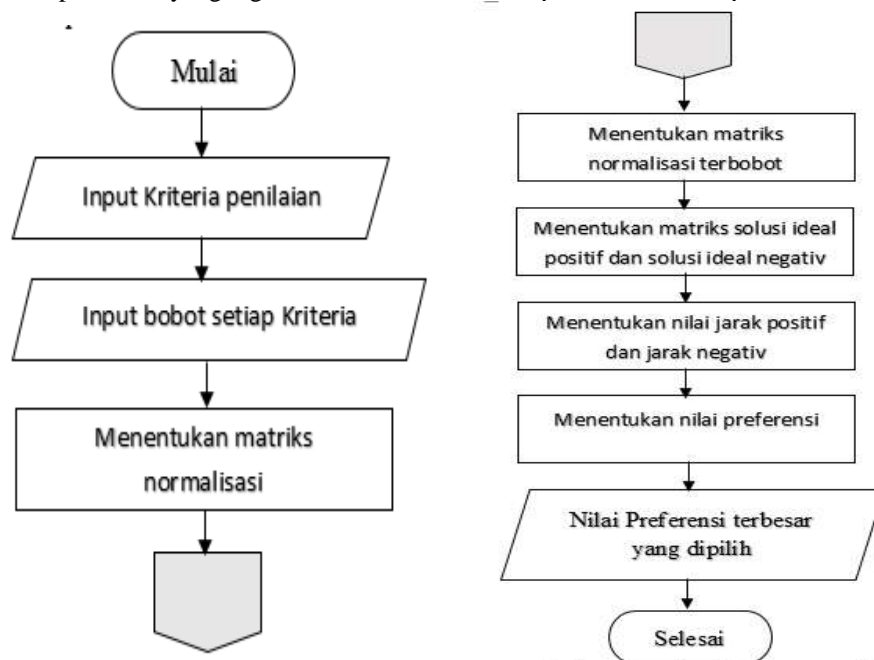 Mulai
Input Kriteria penilaian
Input bobot setiap Kriteria
Menentukan matriks
normalisasi
Menentukan matriks
normalisasi terbobot
Menentukan matriks solusi ideal
positif dan solusi ideal negativ
Menentukan nilai jarak positif
dan jarak negativ
Menentukan nilai preferensi
Nilai Preferensi terbesar
yang dipilih
Selesai